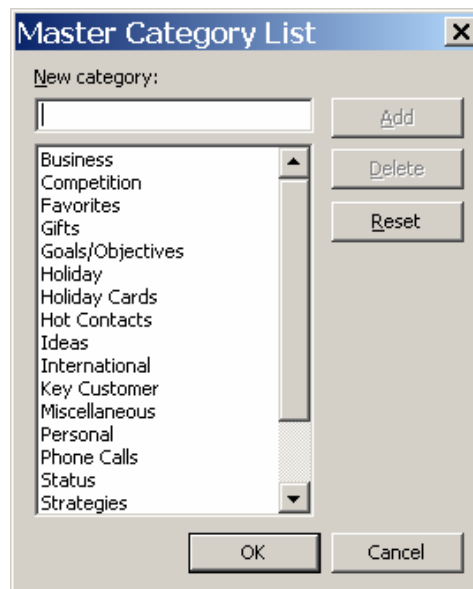 Master Category List
New category:
Add
Business
Competition
Favorites
Gifts
Goals/Objectives
Holiday
Holiday Cards
Hot Contacts
Ideas
International
Key Customer
Miscellaneous
Personal
Phone Calls
Status
Strategies
Delete
Reset
OK
Cancel